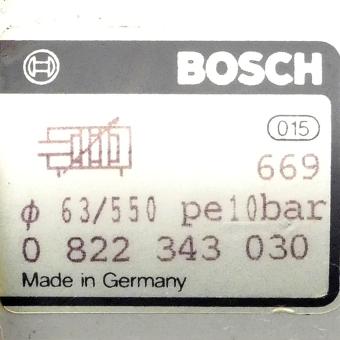 BOSCH
015
669
ϕ 63/550 pe10bar
0 822 343 030
Made in Germany